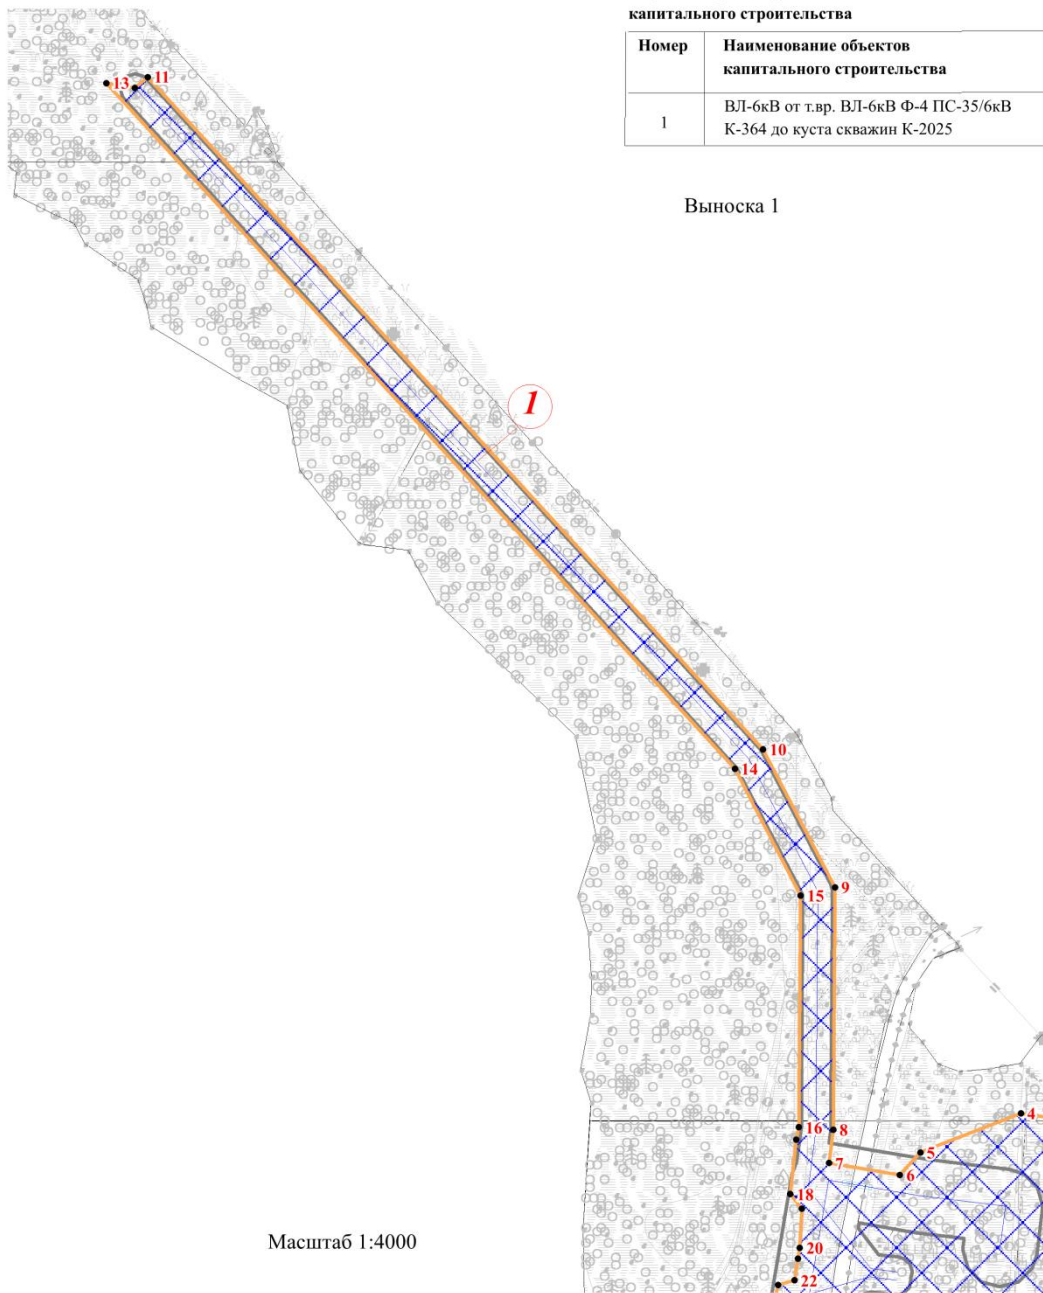 капитального строительства
Номер
Наименование объектов
капитального строительства
1
ВЛ-6кВ от т.вр. ВЛ-6кВ Ф-4 ПС-35/6кВ
К-364 до куста скважин К-2025
Выноска 1
13
11
1
10
14
9
15
16
8
4
5
7
6
18
20
22
Масштаб 1:4000